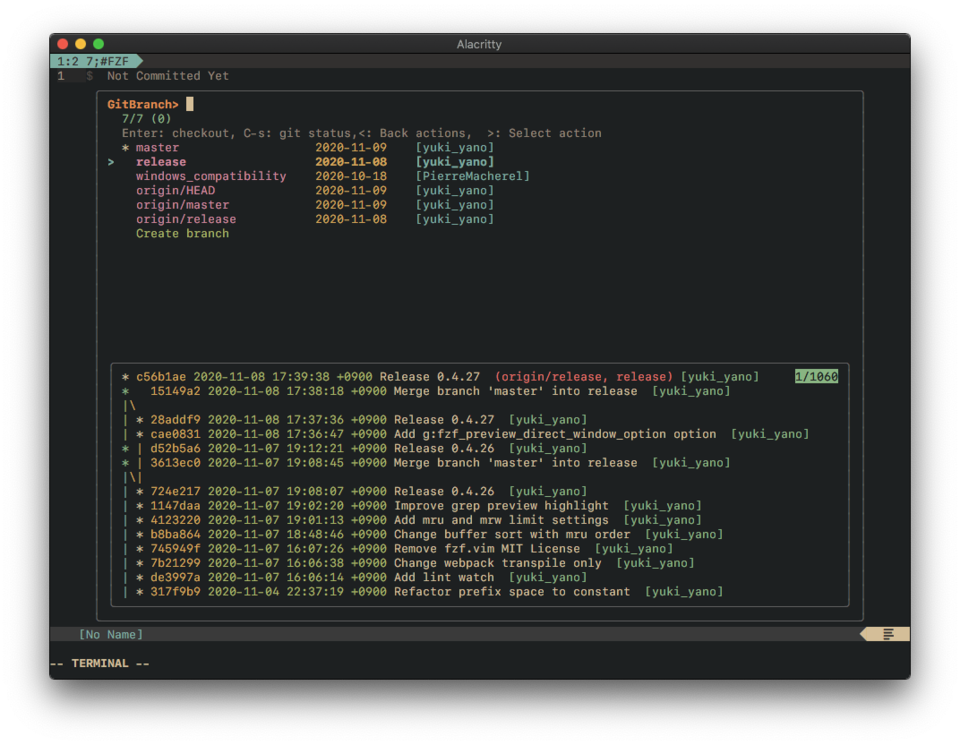 Alacritty
1:2 7;#FZF
1 $ Not Committed Yet
GitBranch>
7/7 (0)
Enter: checkout, C-s: git status,<: Back actions, >: Select action
* master 2020-11-09 [yuki_yano]
> release 2020-11-08 [yuki_yano]
windows_compatibility 2020-10-18 [PierreMacherel]
origin/HEAD 2020-11-09 [yuki_yano]
origin/master 2020-11-09 [yuki_yano]
origin/release 2020-11-08 [yuki_yano]
Create branch
* c56b1ae 2020-11-08 17:39:38 +0900 Release 0.4.27 (origin/release, release) [yuki_yano] 1/1060
* 15149a2 2020-11-08 17:38:18 +0900 Merge branch 'master' into release [yuki_yano]
|\
| * 28addf9 2020-11-08 17:37:36 +0900 Release 0.4.27 [yuki_yano]
| * cae0831 2020-11-08 17:36:47 +0900 Add g:fzf_preview_direct_window_option option [yuki_yano]
* | d52b5a6 2020-11-07 19:12:21 +0900 Release 0.4.26 [yuki_yano]
* | 3613ec0 2020-11-07 19:08:45 +0900 Merge branch 'master' into release [yuki_yano]
|\|
| * 724e217 2020-11-07 19:08:07 +0900 Release 0.4.26 [yuki_yano]
| * 1147daa 2020-11-07 19:02:20 +0900 Improve grep preview highlight [yuki_yano]
| * 4123220 2020-11-07 19:01:13 +0900 Add mru and mrw limit settings [yuki_yano]
| * b8ba864 2020-11-07 18:48:46 +0900 Change buffer sort with mru order [yuki_yano]
| * 745949f 2020-11-07 16:07:26 +0900 Remove fzf.vim MIT License [yuki_yano]
| * 7b21299 2020-11-07 16:06:38 +0900 Change webpack transpile only [yuki_yano]
| * de3997a 2020-11-07 16:06:14 +0900 Add lint watch [yuki_yano]
| * 317f9b9 2020-11-04 22:37:19 +0900 Refactor prefix space to constant [yuki_yano]
[No Name]
-- TERMINAL --